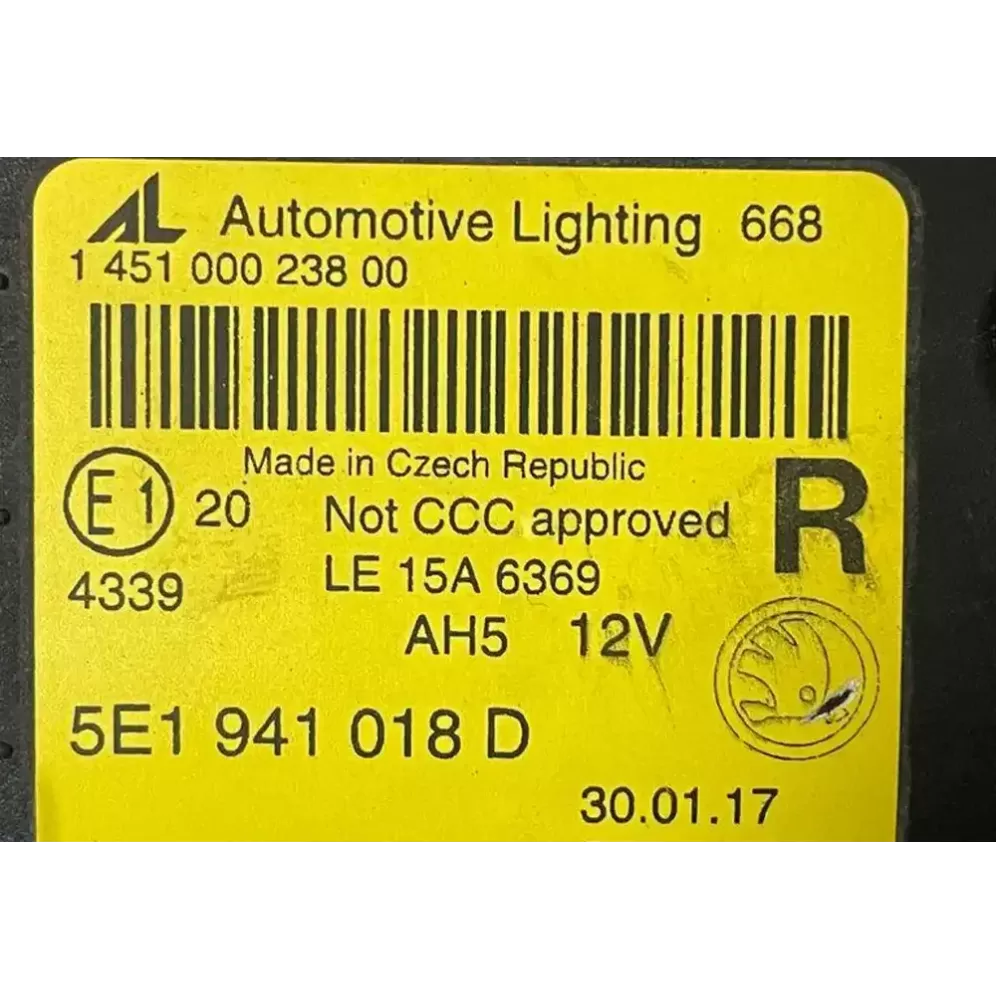 AL Automotive Lighting 668
1 451 000 238 00
Made in Czech Republic
E1 20 Not CCC approved R
4339 LE 15A 6369
AH5 12V
5E1 941 018 D
30.01.17